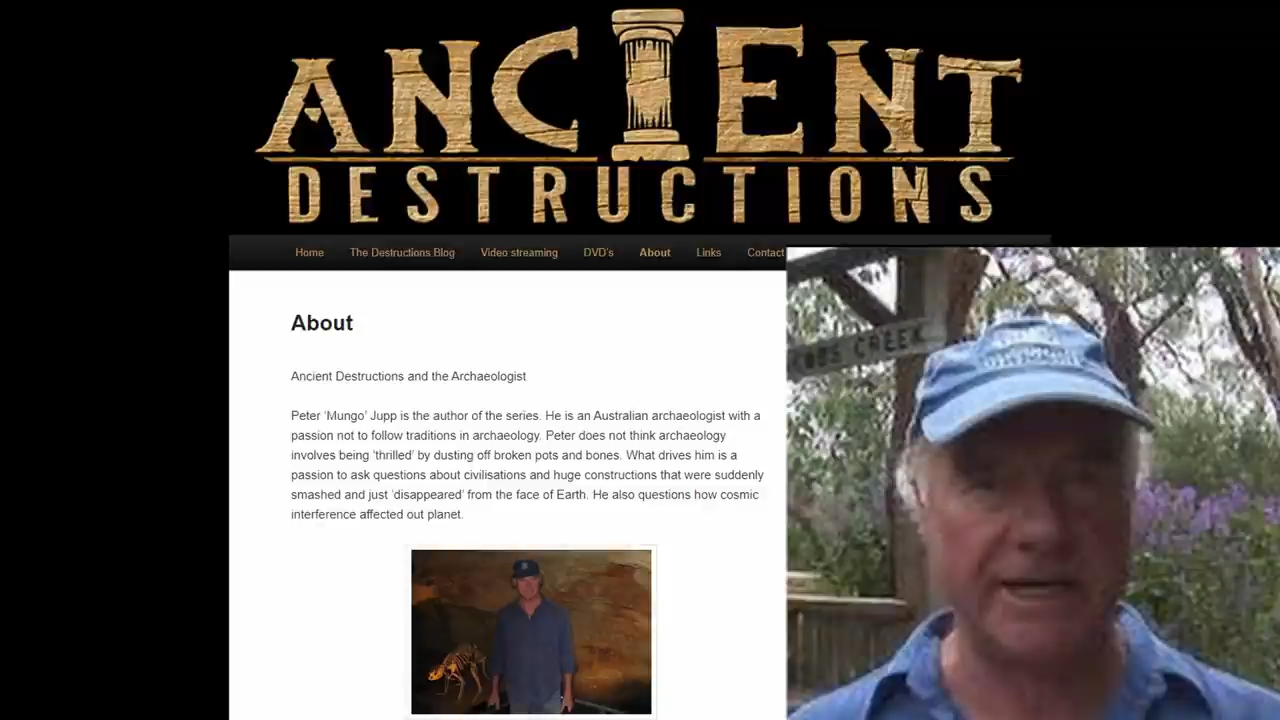 ANCIENT
DESTRUCTIONS
Home The Destructions Blog Video streaming DVD's About Links Contact
About
Ancient Destructions and the Archaeologist
Peter ‘Mungo’ Jupp is the author of the series. He is an Australian archaeologist with a
passion not to follow traditions in archaeology. Peter does not think archaeology
involves being ‘thrilled’ by dusting off broken pots and bones. What drives him is a
passion to ask questions about civilisations and huge constructions that were suddenly
smashed and just ‘disappeared’ from the face of Earth. He also questions how cosmic
interference affected out planet.
CREEK